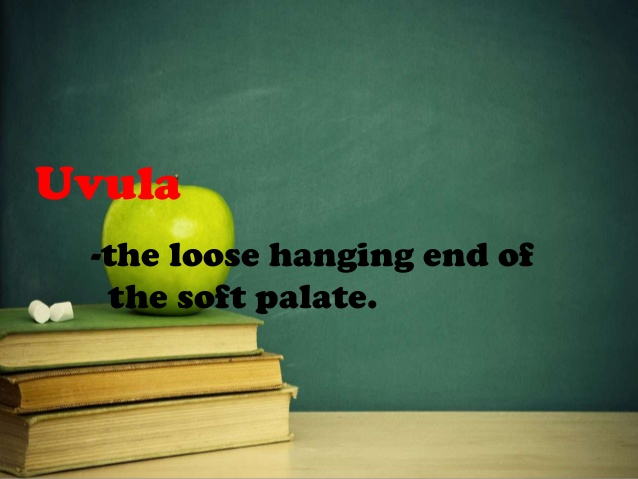 Uvula
-the loose hanging end of
the soft palate.